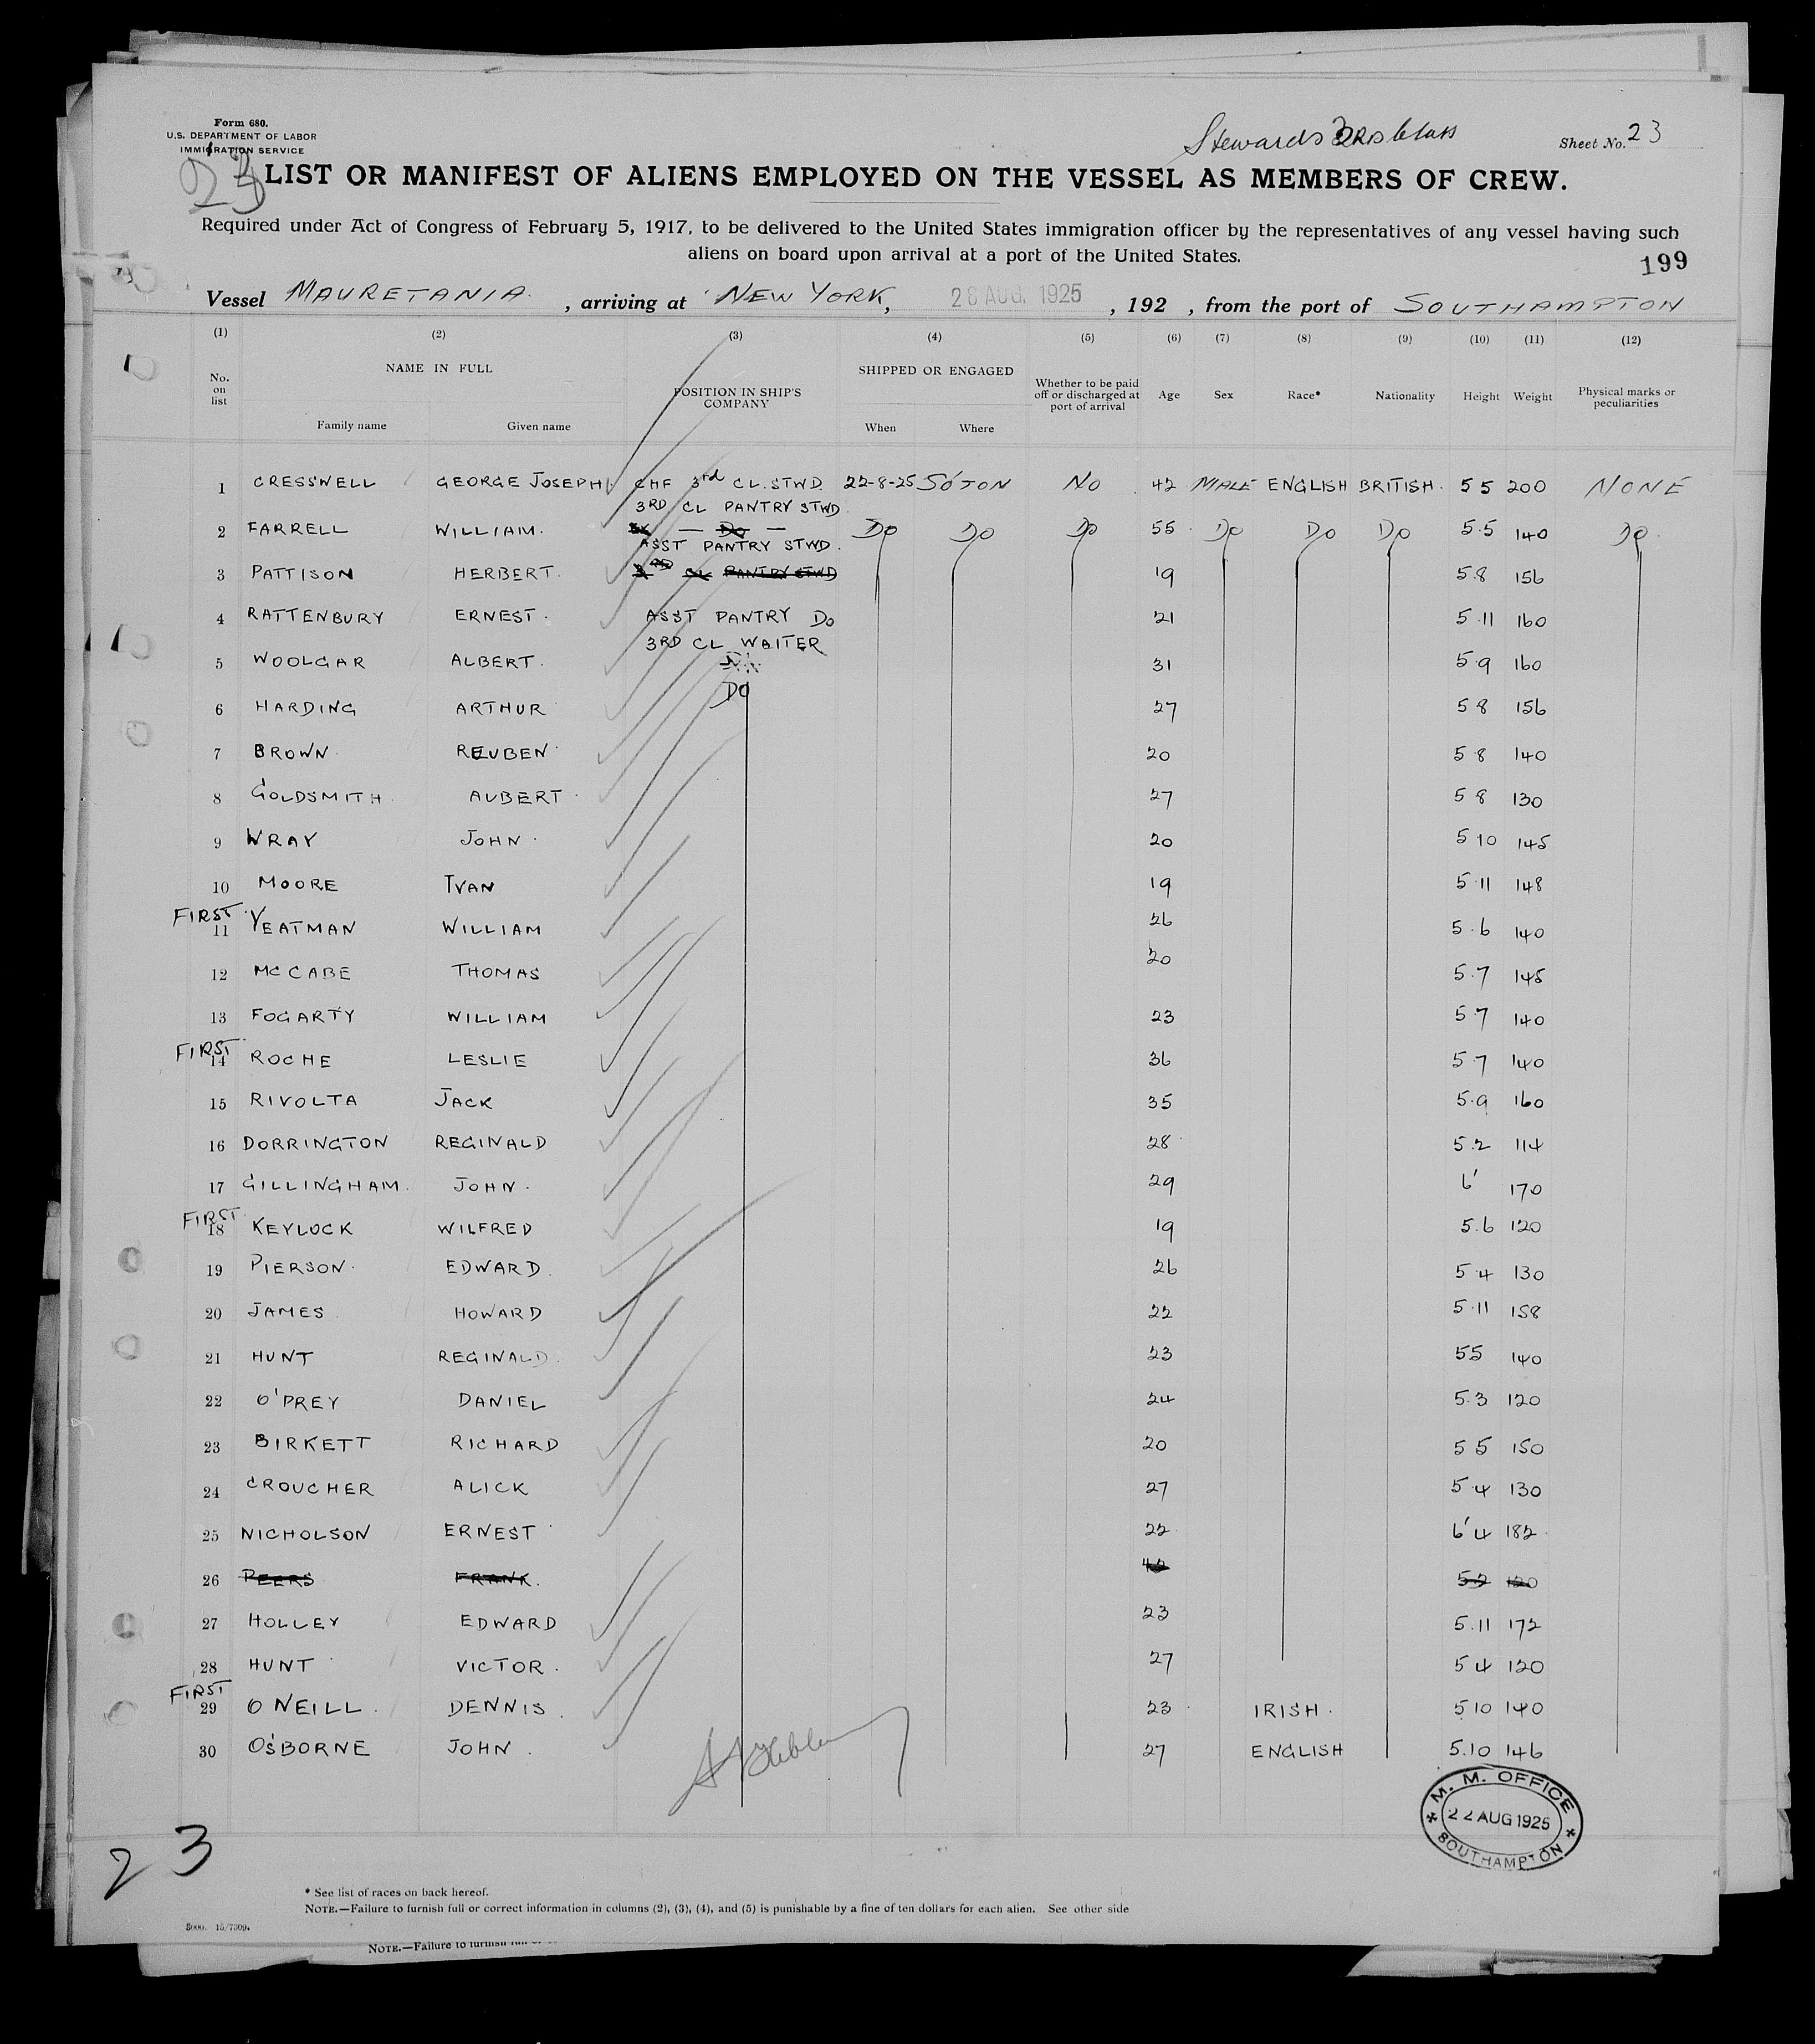 Form 680.
U.S. DEPARTMENT OF LABOR
IMMIGRATION SERVICE
Stewards 3RD Class
Sheet No. 23
23
LIST OR MANIFEST OF ALIENS EMPLOYED ON THE VESSEL AS MEMBERS OF CREW.
Required under Act of Congress of February 5, 1917, to be delivered to the United States immigration officer by the representatives of any vessel having such
aliens on board upon arrival at a port of the United States.
199
Vessel MAURETANIA, arriving at NEW YORK, 28 AUG. 1925, 192 , from the port of SOUTHAMPTON
(1) (2) (3) (4) (5) (6) (7) (8) (9) (10) (11) (12)
No. on list NAME IN FULL POSITION IN SHIP'S COMPANY SHIPPED OR ENGAGED Whether to be paid off or discharged at port of arrival Age Sex Race* Nationality Height Weight Physical marks or peculiarities
Family name Given name When Where
1 CRESSWELL GEORGE JOSEPH CHF 3rd CL. STWD 22-8-25 SO'TON NO 42 MALE ENGLISH BRITISH 5 5 200 NONE
3RD CL PANTRY STWD
2 FARRELL WILLIAM. — Do — Do Do Do 55 Do Do Do 5.5 140 Do
ASST PANTRY STWD.
3 PATTISON HERBERT. 3RD CL PANTRY STWD 19 5.8 156
4 RATTENBURY ERNEST. ASST PANTRY Do 21 5.11 160
3RD CL WAITER
5 WOOLGAR ALBERT. 31 5.9 160
6 HARDING ARTHUR Do 27 5 8 156
7 BROWN REUBEN 20 5 8 140
8 GOLDSMITH AUBERT 27 5 8 130
9 WRAY JOHN 20 5 10 145
10 MOORE IVAN 19 5.11 148
FIRST 11 YEATMAN WILLIAM 26 5.6 140
12 McCABE THOMAS 20 5.7 145
13 FOGARTY WILLIAM 23 5.7 140
FIRST 14 ROCHE LESLIE 36 5 7 140
15 RIVOLTA JACK 35 5.9 160
16 DORRINGTON REGINALD 28 5.2 114
17 GILLINGHAM. JOHN. 29 6' 170
FIRST 18 KEYLOCK WILFRED 19 5.6 120
19 PIERSON. EDWARD. 26 5.4 130
20 JAMES HOWARD 22 5.11 158
21 HUNT REGINALD. 23 5 5 140
22 O'PREY DANIEL 24 5.3 120
23 BIRKETT RICHARD 20 5 5 150
24 CROUCHER ALICK 27 5.4 130
25 NICHOLSON ERNEST 22 6'4 182
26 PEERS FRANK.
27 HOLLEY EDWARD 23 5.11 172
28 HUNT VICTOR. 27 5 4 120
FIRST 29 O NEILL. DENNIS. 23 IRISH. 5 10 140
30 OSBORNE JOHN. 27 ENGLISH 5.10 146
M. M. OFFICE
22 AUG 1925
SOUTHAMPTON
23
* See list of races on back hereof.
NOTE.—Failure to furnish full or correct information in columns (2), (3), (4), and (5) is punishable by a fine of ten dollars for each alien. See other side
3000. 15/7309.
NOTE.—Failure to furnish